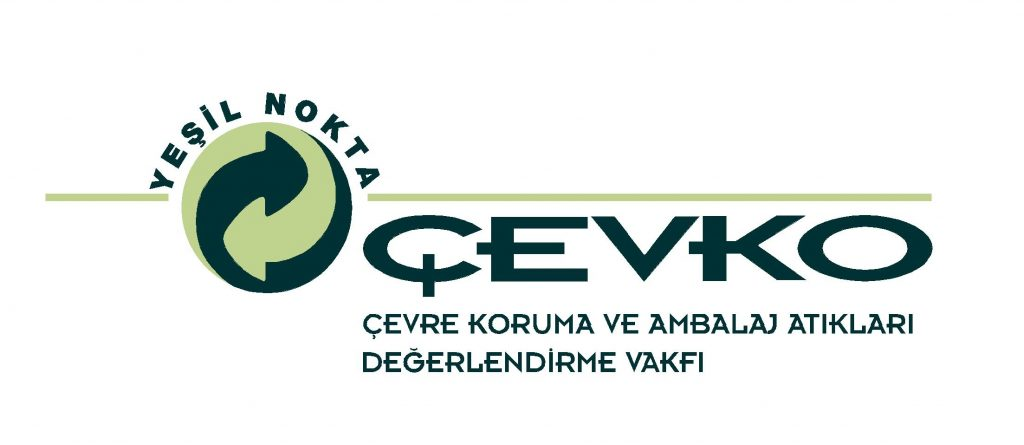 YEŞİL NOKTA
ÇEVKO
ÇEVRE KORUMA VE AMBALAJ ATIKLARI
DEĞERLENDİRME VAKFI